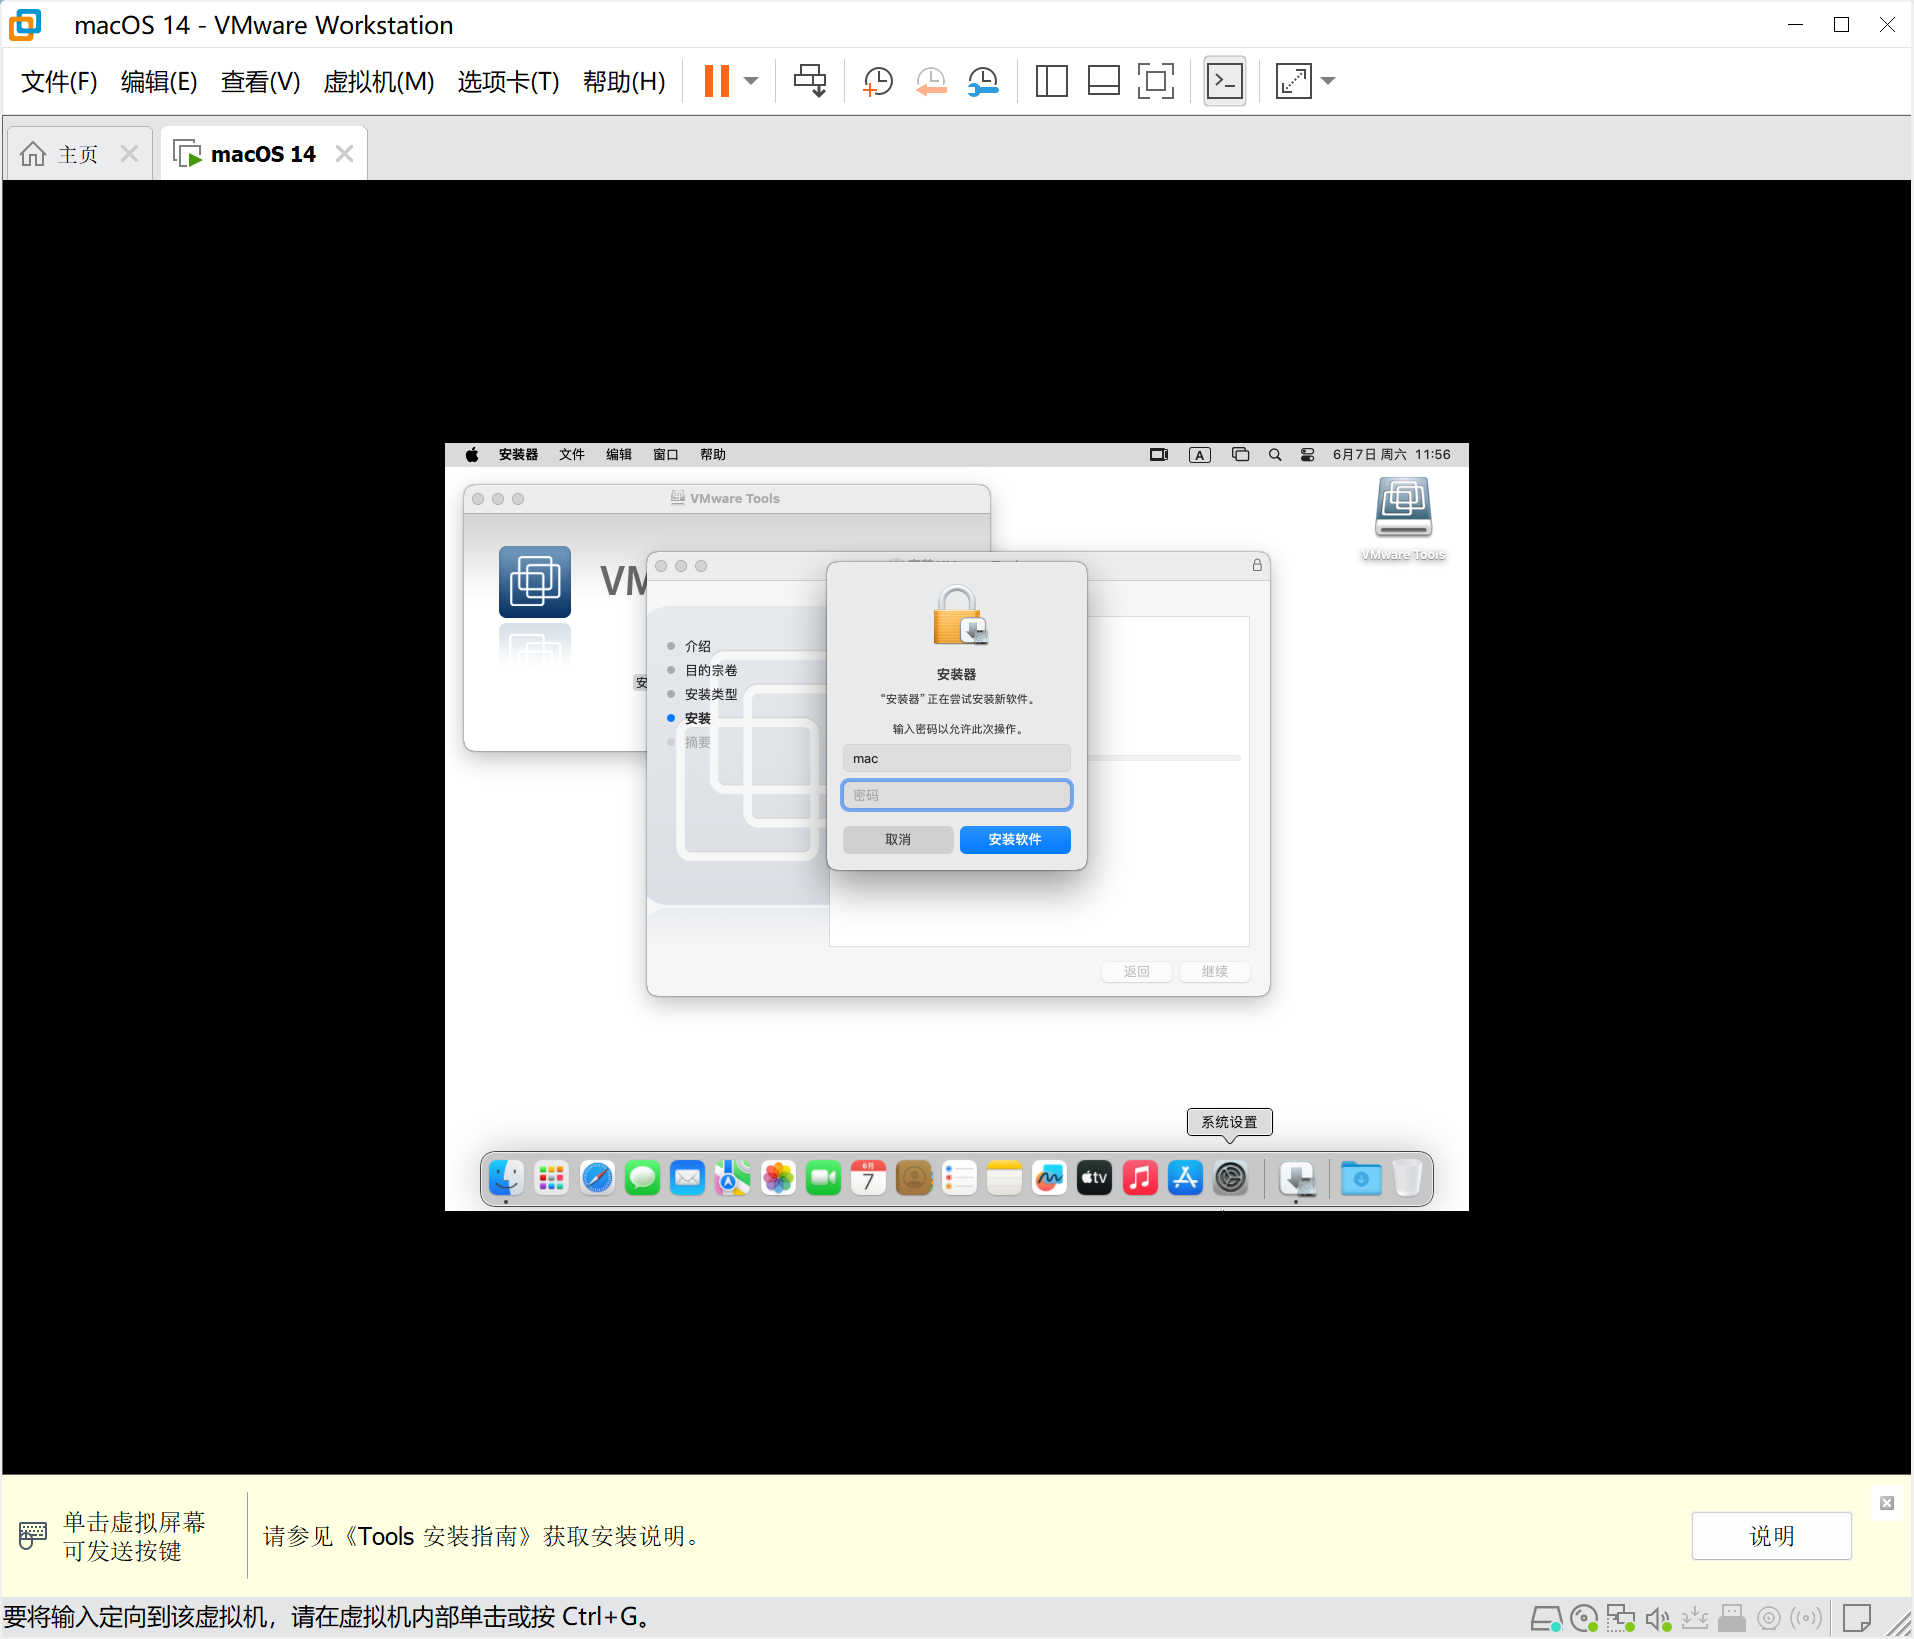 macOS 14 - VMware Workstation
文件(F) 编辑(E) 查看(V) 虚拟机(M) 选项卡(T) 帮助(H)
主页 macOS 14
安装器 文件 编辑 窗口 帮助 A 6月7日 周六 11:56
VMware Tools
VMware Tools
VM
介绍
目的宗卷
安装类型
安装
摘要
安
安装器
“安装器”正在尝试安装新软件。
输入密码以允许此次操作。
mac
密码
取消 安装软件
返回 继续
系统设置
6月
7
tv
单击虚拟屏幕
可发送按键
请参见《Tools 安装指南》获取安装说明。
说明
要将输入定向到该虚拟机，请在虚拟机内部单击或按 Ctrl+G。